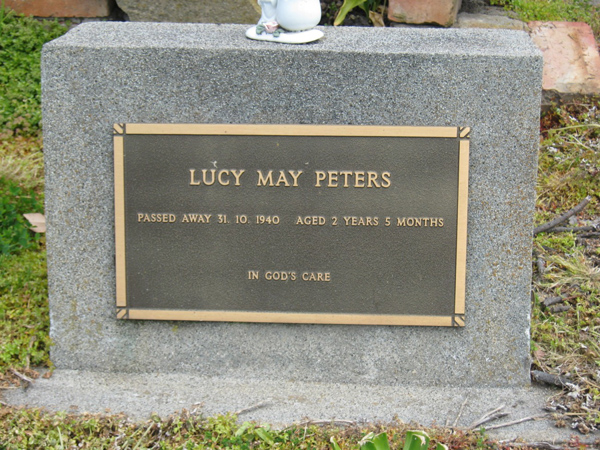 LUCY MAY PETERS
PASSED AWAY 31. 10. 1940 AGED 2 YEARS 5 MONTHS
IN GOD'S CARE